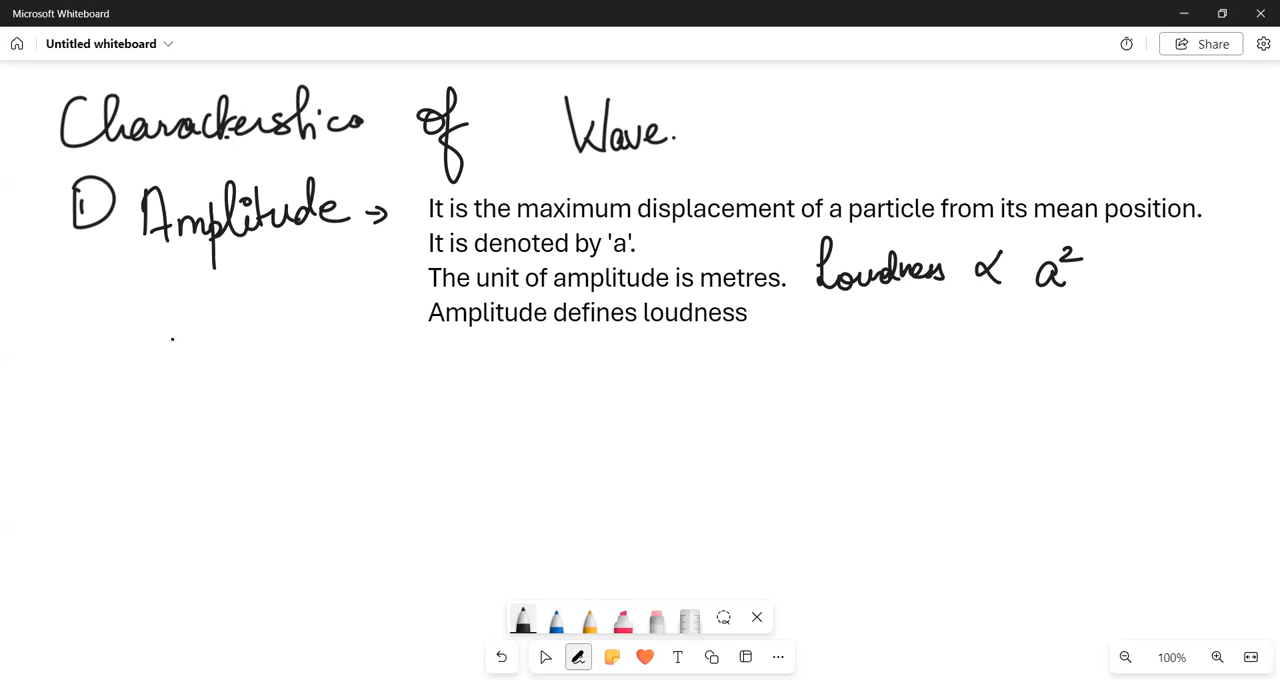 Microsoft Whiteboard
Untitled whiteboard
Share
Characterstics of Wave.
1) Amplitude →
It is the maximum displacement of a particle from its mean position.
It is denoted by 'a'.
The unit of amplitude is metres.
Loudness ∝ a²
Amplitude defines loudness
100%